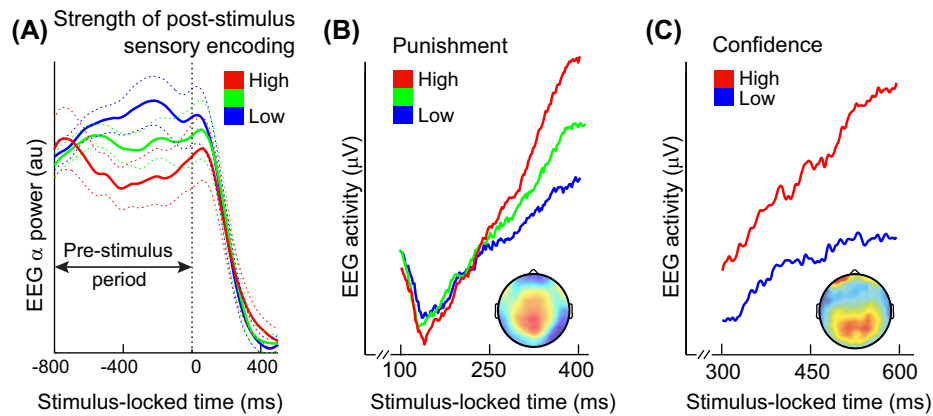 (A)
Strength of post-stimulus
sensory encoding
High
Low
EEG α power (au)
Pre-stimulus
period
-800
-400
0
400
Stimulus-locked time (ms)
(B)
Punishment
High
Low
EEG activity (μV)
100
250
400
Stimulus-locked time (ms)
(C)
Confidence
High
Low
EEG activity (μV)
300
450
600
Stimulus-locked time (ms)